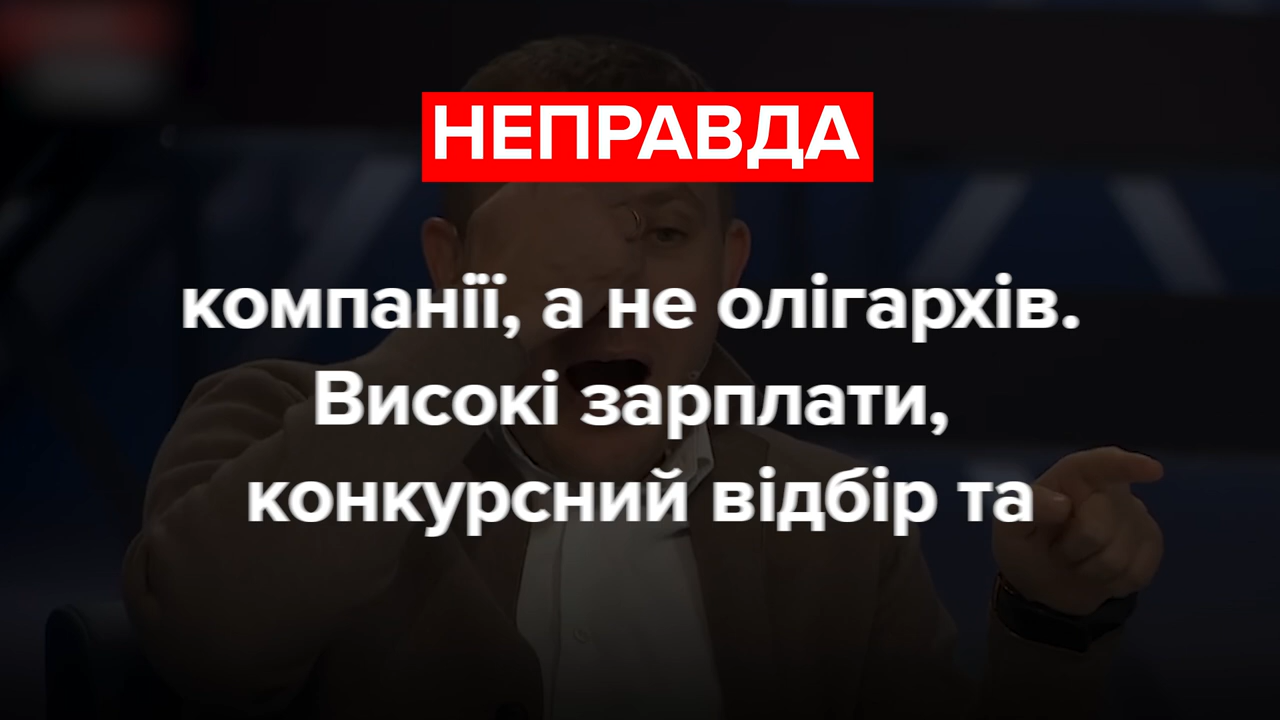 НЕПРАВДА
компанії, а не олігархів.
Високі зарплати,
конкурсний відбір та